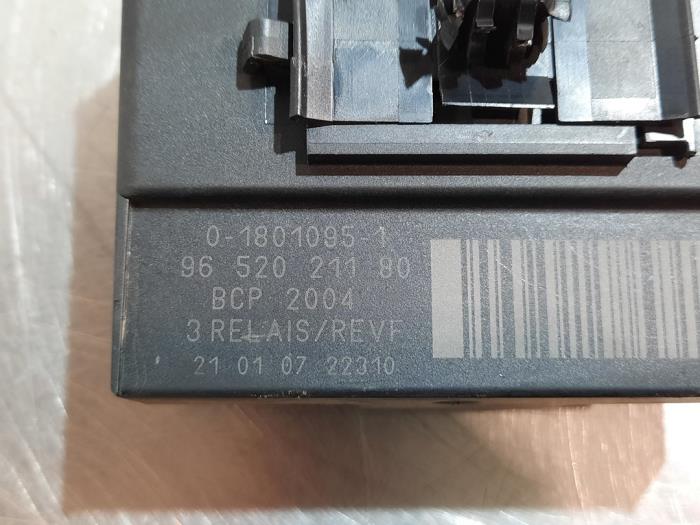 0-1801095-1
96 520 211 80
BCP 2004
3 RELAIS/REVF
21 01 07 22310